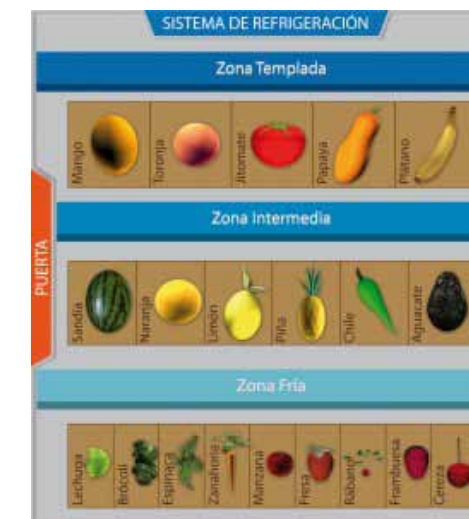 SISTEMA DE REFRIGERACIÓN
Zona Templada
Mango
Toronja
Jitomate
Papaya
Plátano
PUERTA
Zona Intermedia
Sandía
Naranja
Limón
Piña
Chile
Aguacate
Zona Fría
Lechuga
Brócoli
Espinaca
Zanahoria
Manzana
Fresa
Rábano
Frambuesa
Cereza